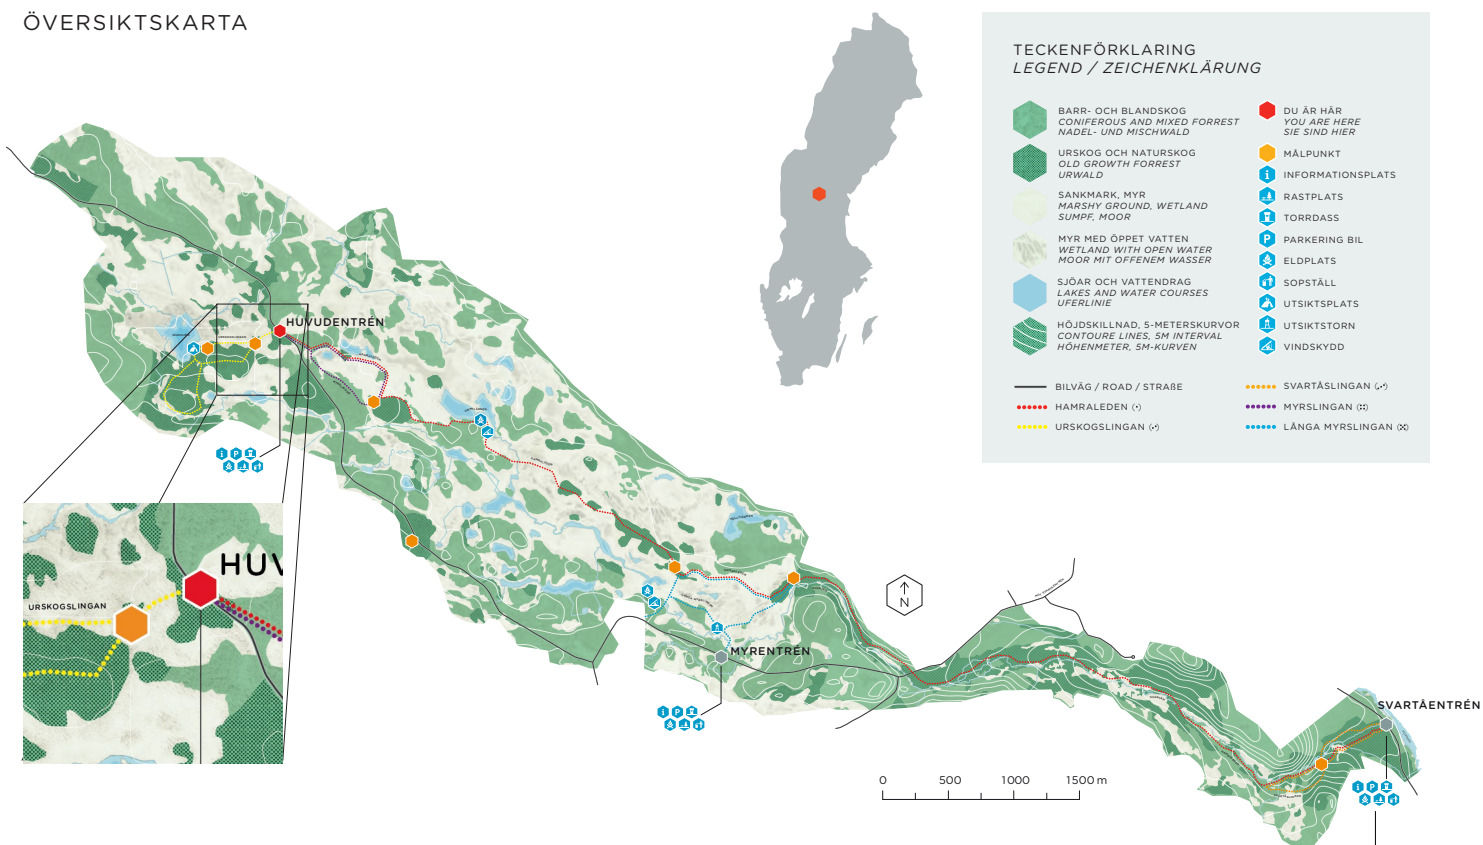 ÖVERSIKTSKARTA
TECKENFÖRKLARING
LEGEND / ZEICHENKLÄRUNG
BARR- OCH BLANDSKOG
CONIFEROUS AND MIXED FORREST
NADEL- UND MISCHWALD
URSKOG OCH NATURSKOG
OLD GROWTH FORREST
URWALD
SANKMARK, MYR
MARSHY GROUND, WETLAND
SUMPF, MOOR
MYR MED ÖPPET VATTEN
WETLAND WITH OPEN WATER
MOOR MIT OFFENEM WASSER
SJÖAR OCH VATTENDRAG
LAKES AND WATER COURSES
UFERLINIE
HÖJDSKILLNAD, 5-METERSKURVOR
CONTOURE LINES, 5M INTERVAL
HÖHENMETER, 5M-KURVEN
DU ÄR HÄR
YOU ARE HERE
SIE SIND HIER
MÅLPUNKT
i INFORMATIONSPLATS
RASTPLATS
TORRDASS
P PARKERING BIL
ELDPLATS
SOPSTÄLL
UTSIKTSPLATS
UTSIKTSTORN
VINDSKYDD
BILVÄG / ROAD / STRAßE
HAMRALEDEN
URSKOGSLINGAN
SVARTÅSLINGAN
MYRSLINGAN
LÅNGA MYRSLINGAN
HUVUDENTRÉN
URSKOGSLINGAN
i P
HUV
URSKOGSLINGAN
N
MYRENTRÉN
i P
SVARTÅENTRÉN
i P
0 500 1000 1500 m